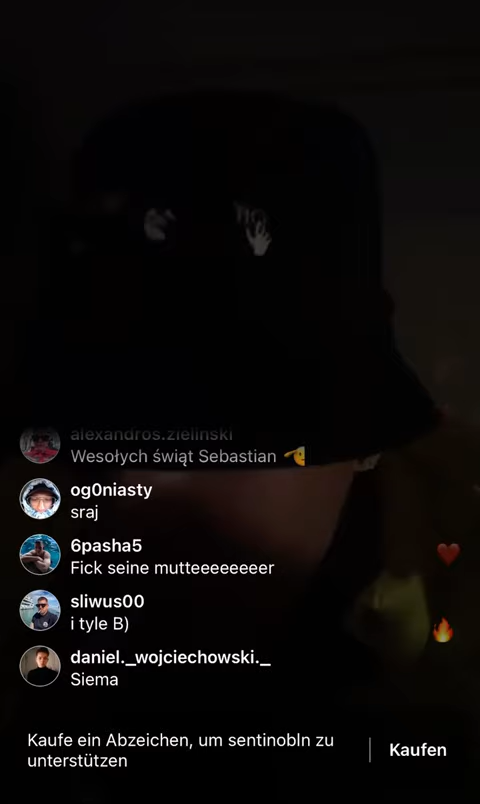 alexandros.zielinski
Wesołych świąt Sebastian 🫡
og0niasty
sraj
6pasha5
Fick seine mutteeeeeeeer
sliwus00
i tyle B)
daniel._wojciechowski._
Siema
Kaufe ein Abzeichen, um sentinobln zu
unterstützen
Kaufen